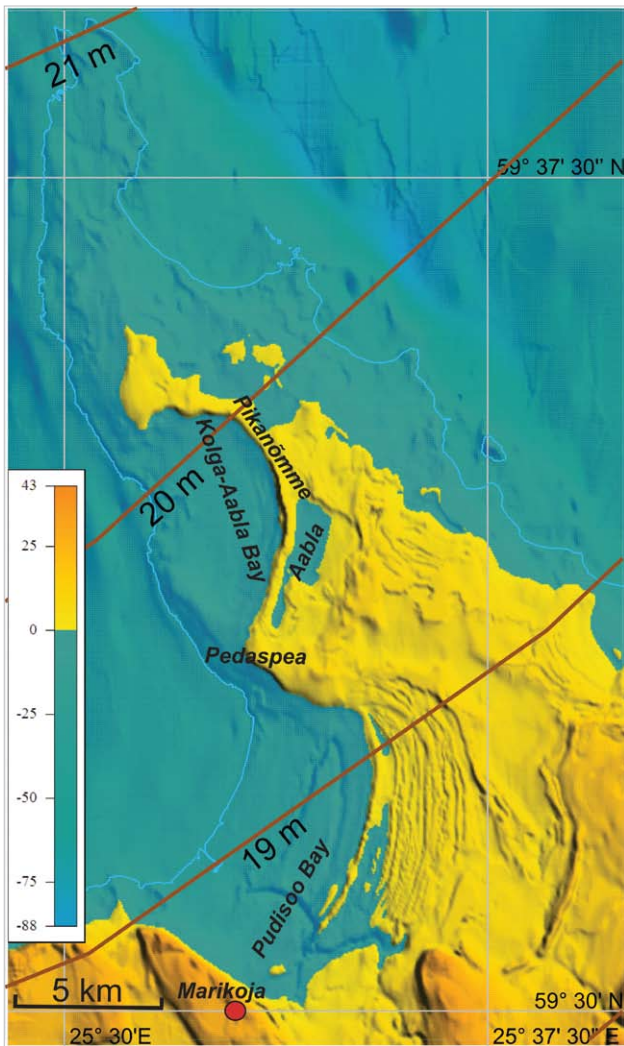 21 m
59° 37' 30'' N
Pikanõmme
Kolga-Aabla Bay
20 m
Aabla
43
25
0
-25
-50
-75
-88
Pedaspea
19 m
Pudisoo Bay
Marikoja
5 km
59° 30' N
25° 30'E
25° 37' 30'' E